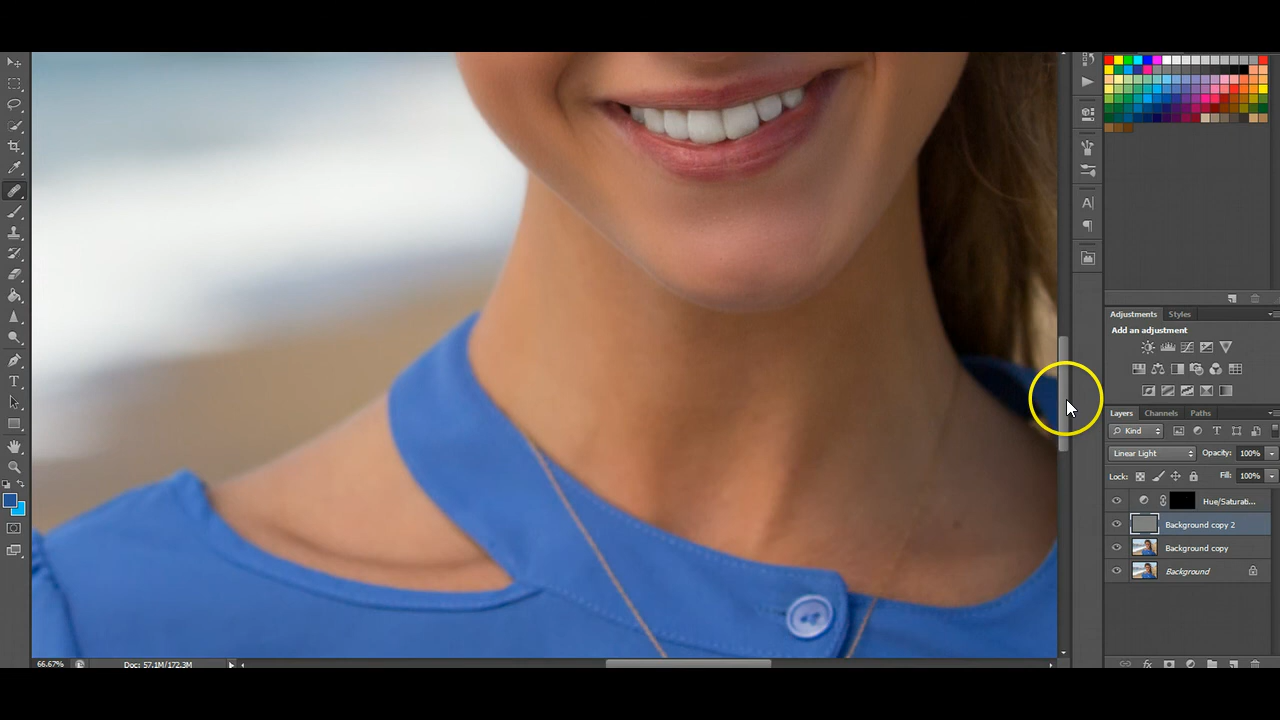 Adjustments Styles
Add an adjustment
Layers Channels Paths
Kind
Linear Light Opacity: 100%
Lock: Fill: 100%
Hue/Saturati...
Background copy 2
Background copy
Background
66.67% Doc: 57.1M/172.3M